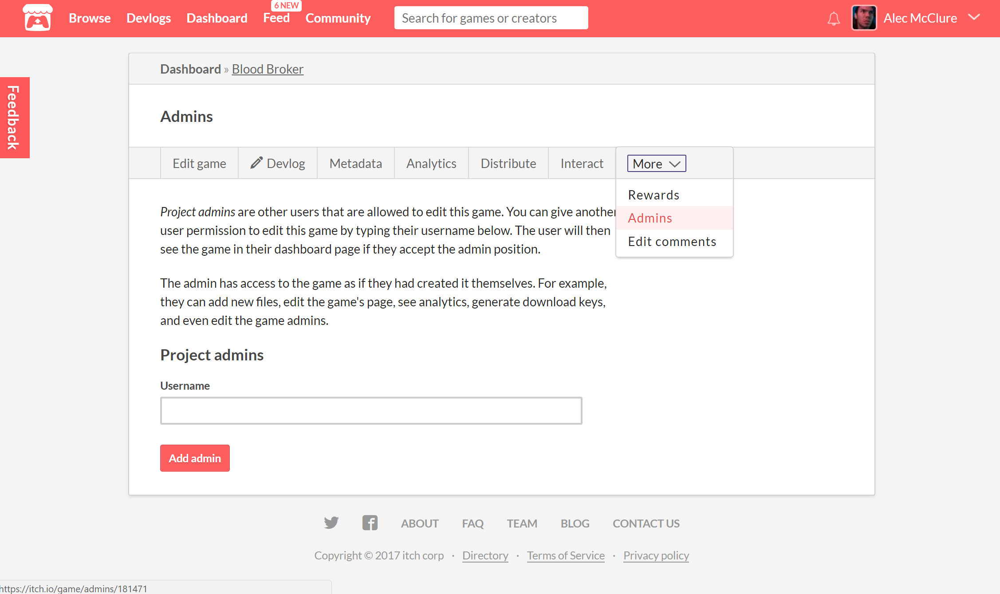 6 NEW
Browse Devlogs Dashboard Feed Community Search for games or creators Alec McClure
Feedback
Dashboard » Blood Broker
Admins
Edit game Devlog Metadata Analytics Distribute Interact More
Rewards
Admins
Edit comments
Project admins are other users that are allowed to edit this game. You can give another
user permission to edit this game by typing their username below. The user will then
see the game in their dashboard page if they accept the admin position.
The admin has access to the game as if they had created it themselves. For example,
they can add new files, edit the game's page, see analytics, generate download keys,
and even edit the game admins.
Project admins
Username
Add admin
ABOUT FAQ TEAM BLOG CONTACT US
Copyright © 2017 itch corp · Directory · Terms of Service · Privacy policy
https://itch.io/game/admins/181471